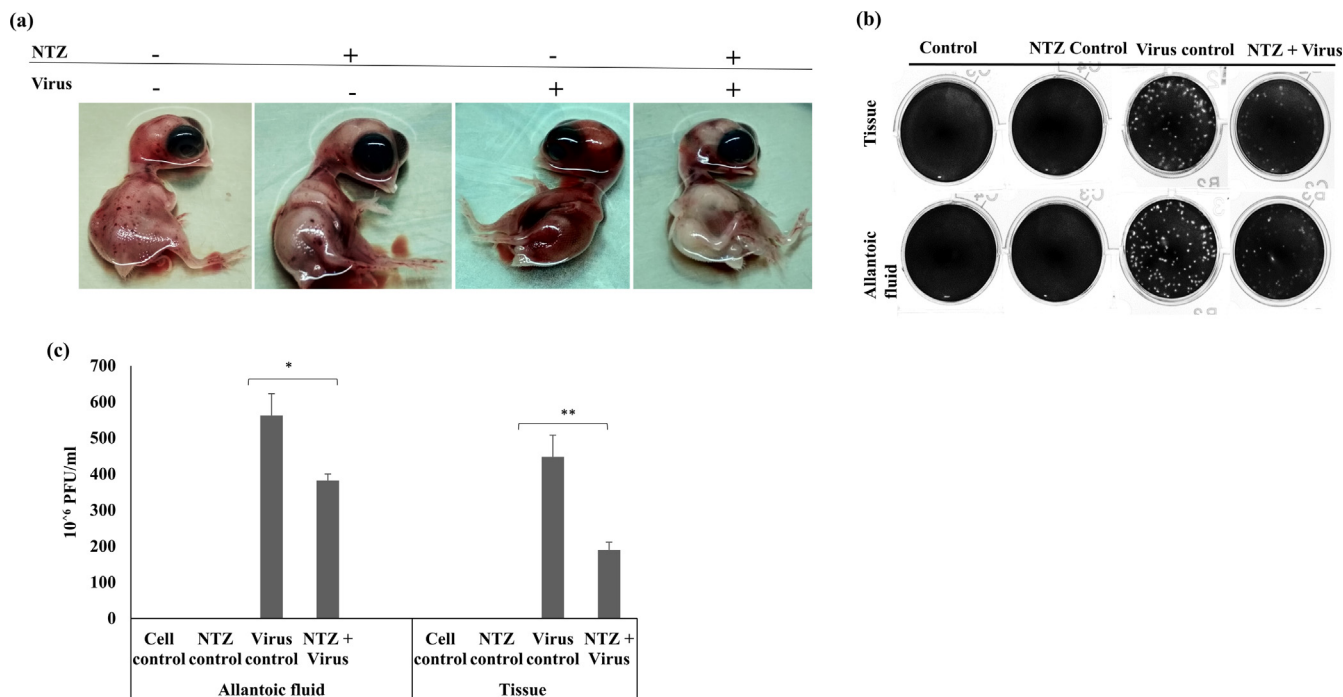 (a)
NTZ - + - +
Virus - - + +
(b)
Control NTZ Control Virus control NTZ + Virus
Tissue
Allantoic fluid
(c)
10^6 PFU/ml
700
600
500
400
300
200
100
0
*
**
Cell control NTZ control Virus control NTZ + Virus Cell control NTZ control Virus control NTZ + Virus
Allantoic fluid Tissue